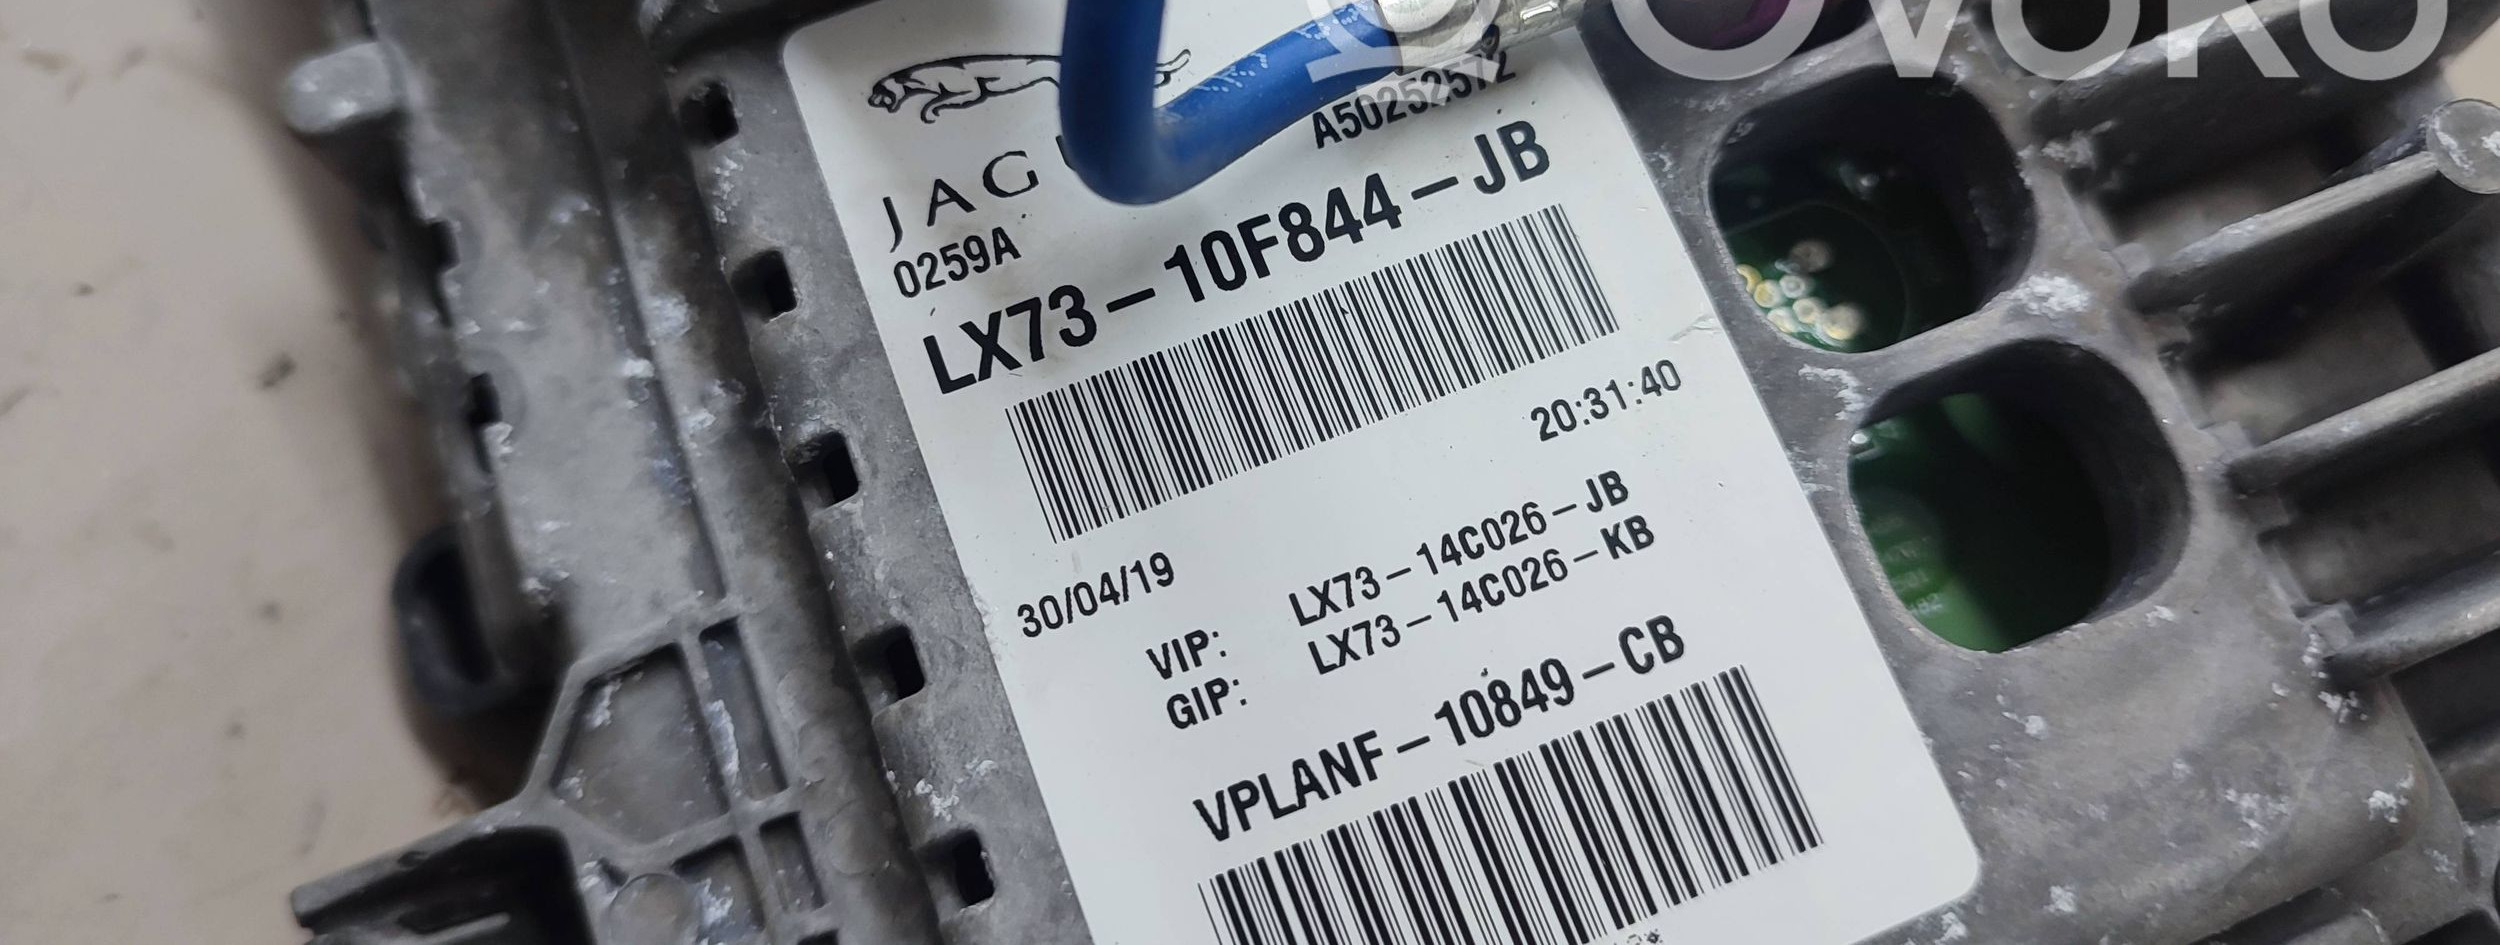 OVOKO
JAG
A50252572
0259A
LX73-10F844-JB
20:31:40
30/04/19
VIP: LX73-14C026-JB
GIP: LX73-14C026-KB
VPLANF-10849-CB